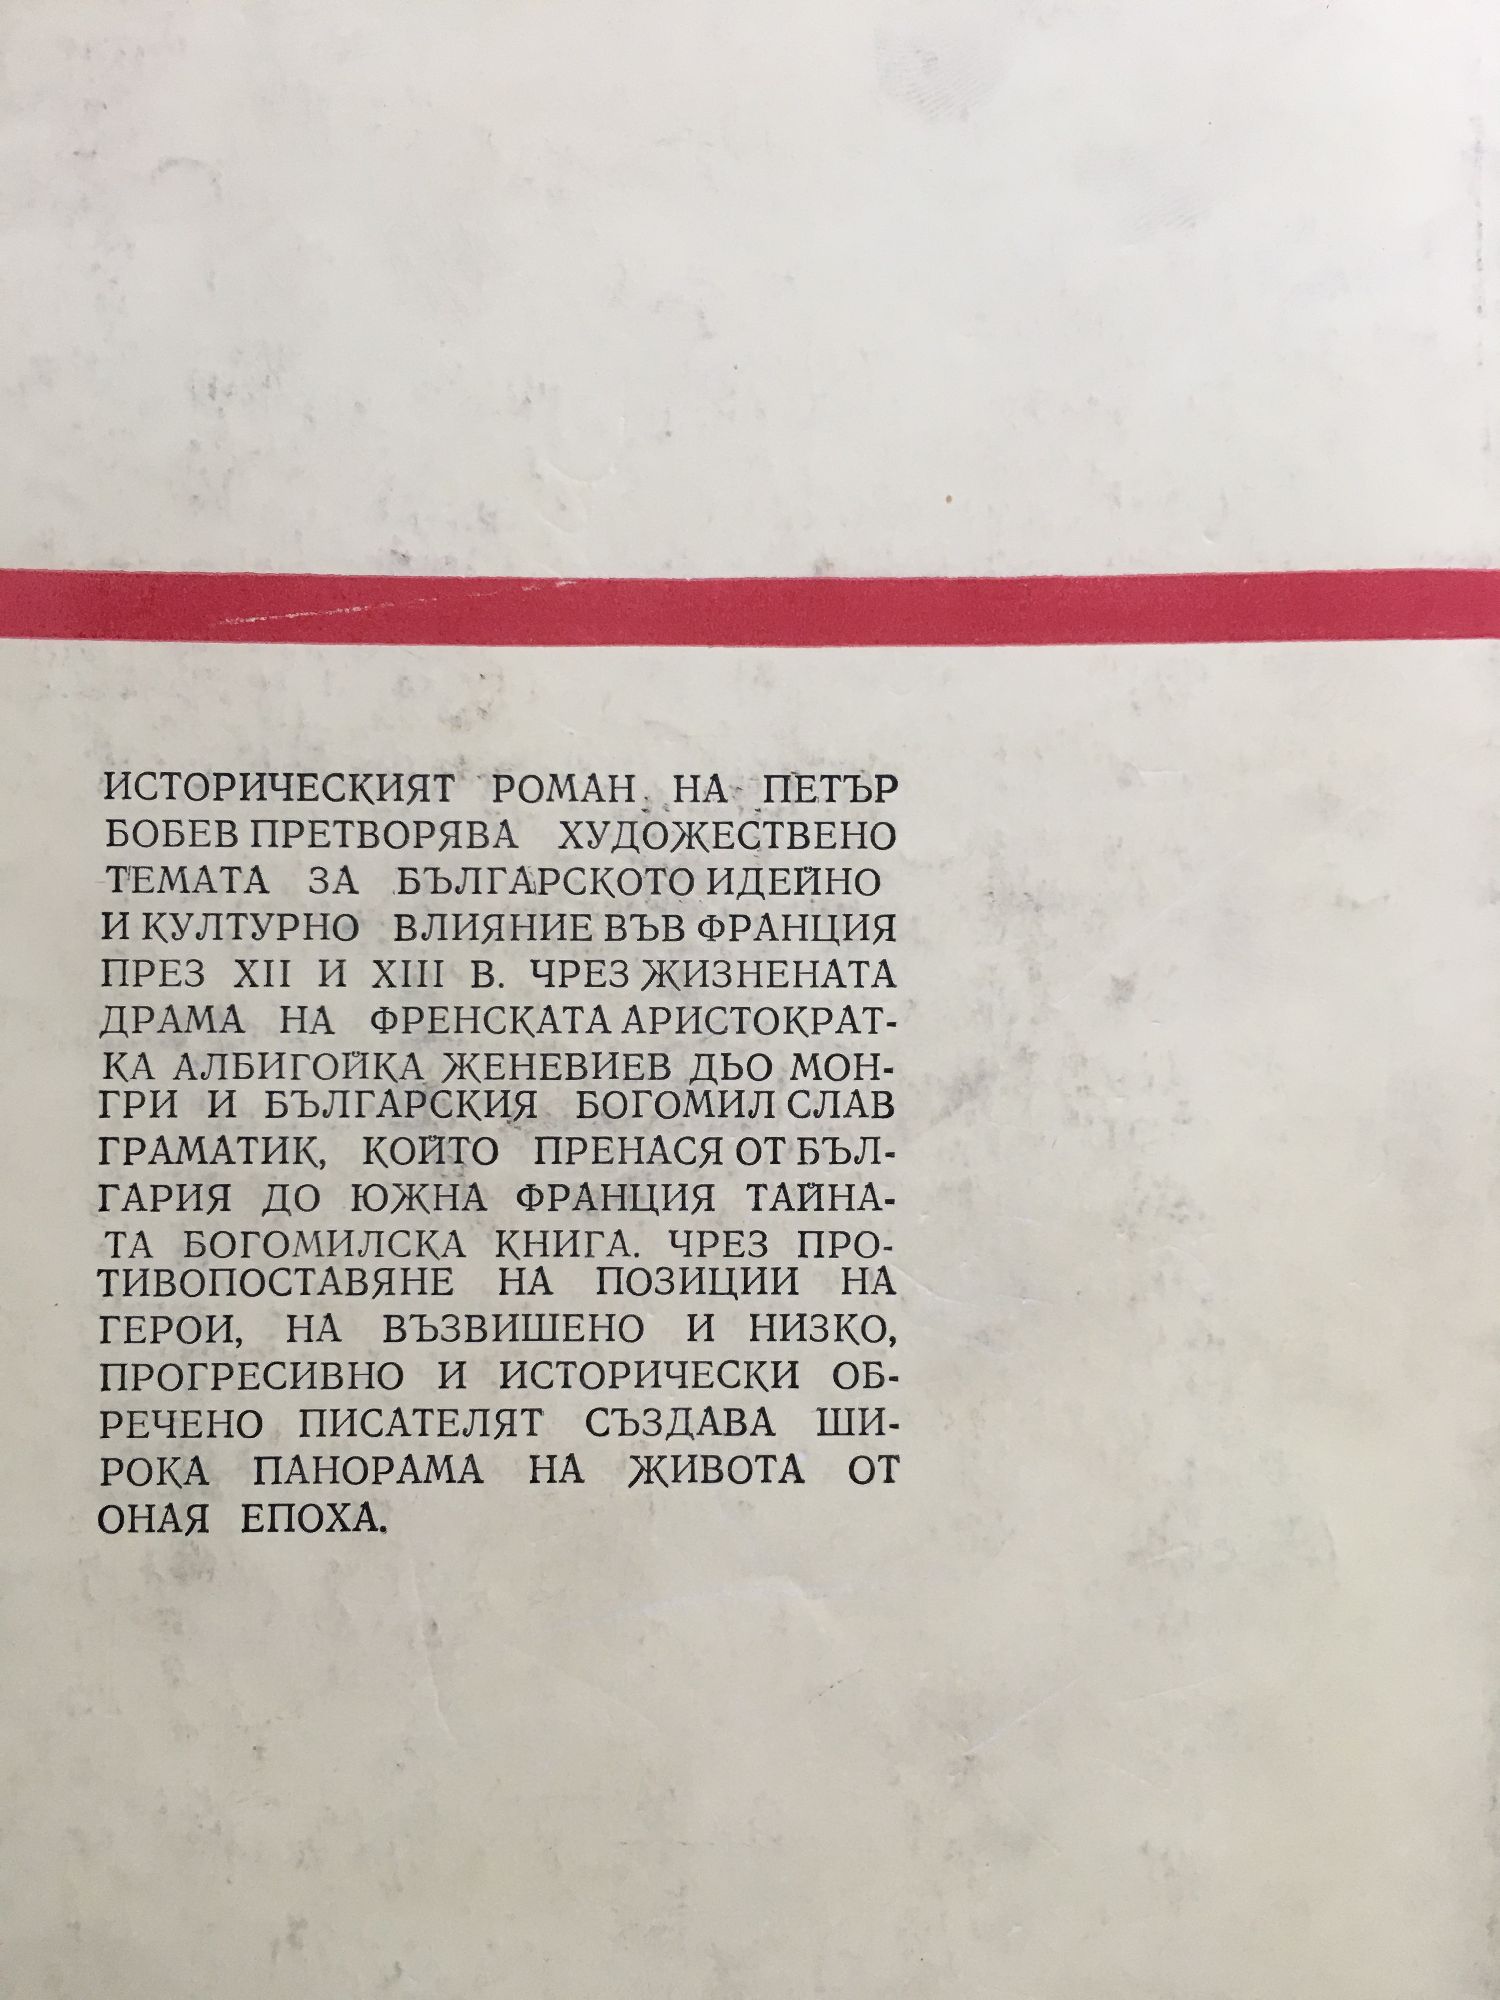 ИСТОРИЧЕСКИЯТ РОМАН НА ПЕТЪР
БОБЕВ ПРЕТВОРЯВА ХУДОЖЕСТВЕНО
ТЕМАТА ЗА БЪЛГАРСКОТО ИДЕЙНО
И КУЛТУРНО ВЛИЯНИЕ ВЪВ ФРАНЦИЯ
ПРЕЗ XII И XIII В. ЧРЕЗ ЖИЗНЕНАТА
ДРАМА НА ФРЕНСКАТА АРИСТОКРАТ-
КА АЛБИГОЙКА ЖЕНЕВИЕВ ДЬО МОН-
ГРИ И БЪЛГАРСКИЯ БОГОМИЛ СЛАВ
ГРАМАТИК, КОЙТО ПРЕНАСЯ ОТ БЪЛ-
ГАРИЯ ДО ЮЖНА ФРАНЦИЯ ТАЙНА-
ТА БОГОМИЛСКА КНИГА. ЧРЕЗ ПРО-
ТИВОПОСТАВЯНЕ НА ПОЗИЦИИ НА
ГЕРОИ, НА ВЪЗВИШЕНО И НИЗКО,
ПРОГРЕСИВНО И ИСТОРИЧЕСКИ ОБ-
РЕЧЕНО ПИСАТЕЛЯТ СЪЗДАВА ШИ-
РОКА ПАНОРАМА НА ЖИВОТА ОТ
ОНАЯ ЕПОХА.